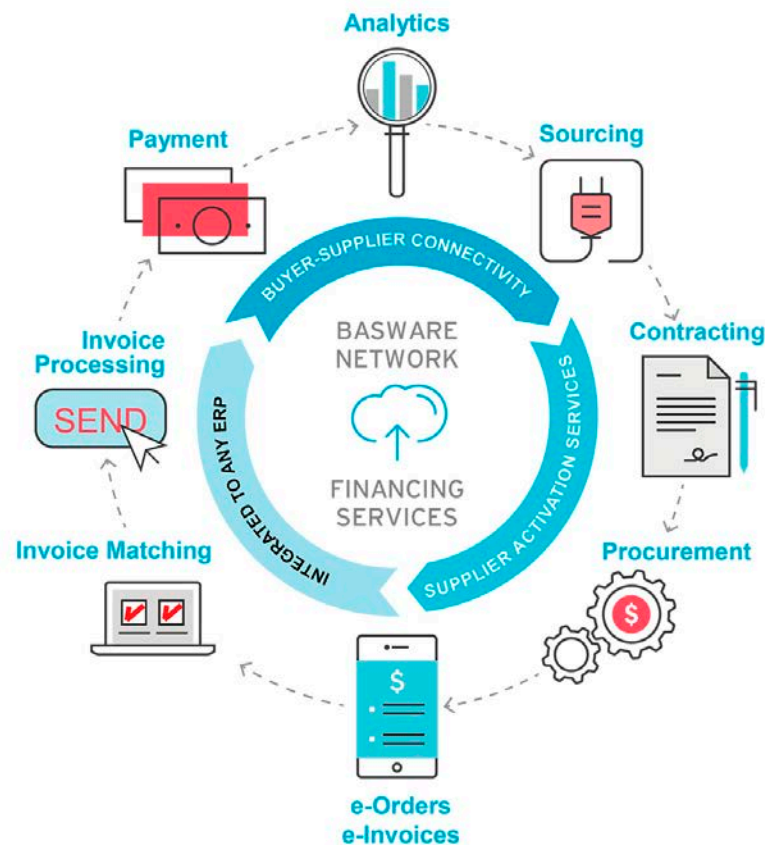 Analytics
Sourcing
Contracting
Procurement
$
$
e-Orders
e-Invoices
Invoice Matching
Invoice
Processing
SEND
Payment
BUYER-SUPPLIER CONNECTIVITY
SUPPLIER ACTIVATION SERVICES
INTEGRATED TO ANY ERP
BASWARE
NETWORK
FINANCING
SERVICES